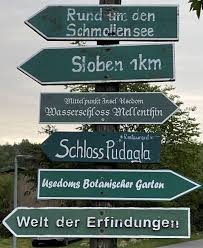 Rund um den
Schmollensee
Sloben 1km
Mittelpunkt Insel Usedom
Wasserschloss Mellenthin
Restaurant
Schloss Pudagla
Usedoms Botanischer Garten
Welt der Erfindungen